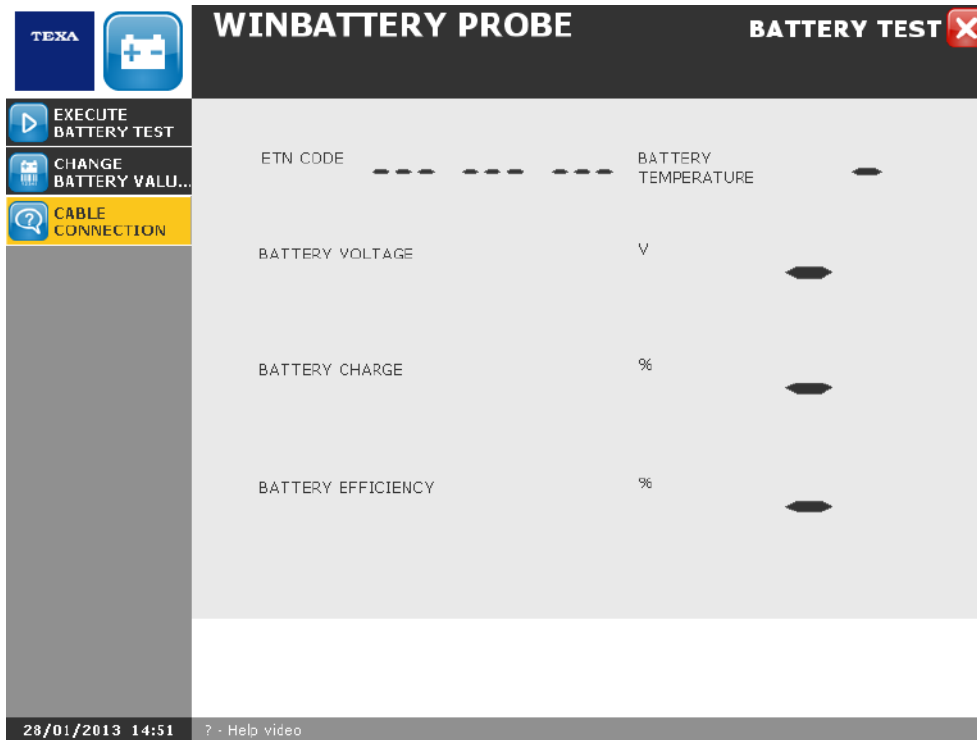 TEXA
WINBATTERY PROBE
BATTERY TEST
EXECUTE
BATTERY TEST
CHANGE
BATTERY VALU...
CABLE
CONNECTION
ETN CODE --- --- --- BATTERY
TEMPERATURE -
BATTERY VOLTAGE V -
BATTERY CHARGE % -
BATTERY EFFICIENCY % -
28/01/2013 14:51 ? - Help video